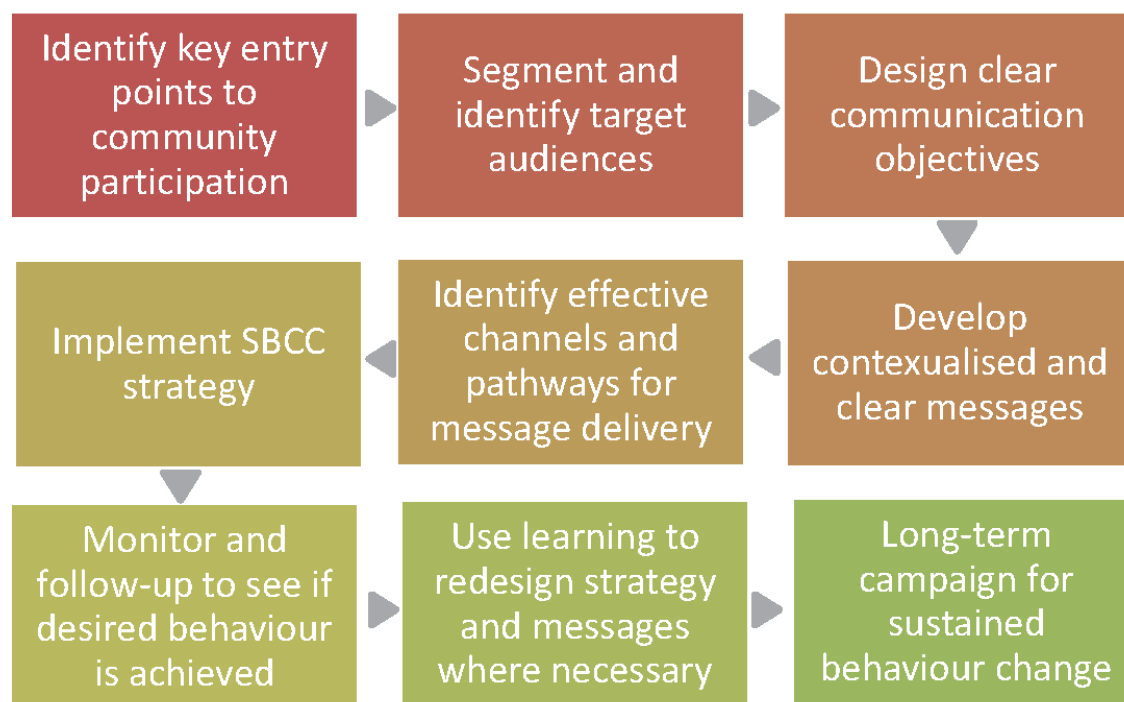 Identify key entry
points to
community
participation
Segment and
identify target
audiences
Design clear
communication
objectives
Develop
contexualised and
clear messages
Identify effective
channels and
pathways for
message delivery
Implement SBCC
strategy
Monitor and
follow-up to see if
desired behaviour
is achieved
Use learning to
redesign strategy
and messages
where necessary
Long-term
campaign for
sustained
behaviour change